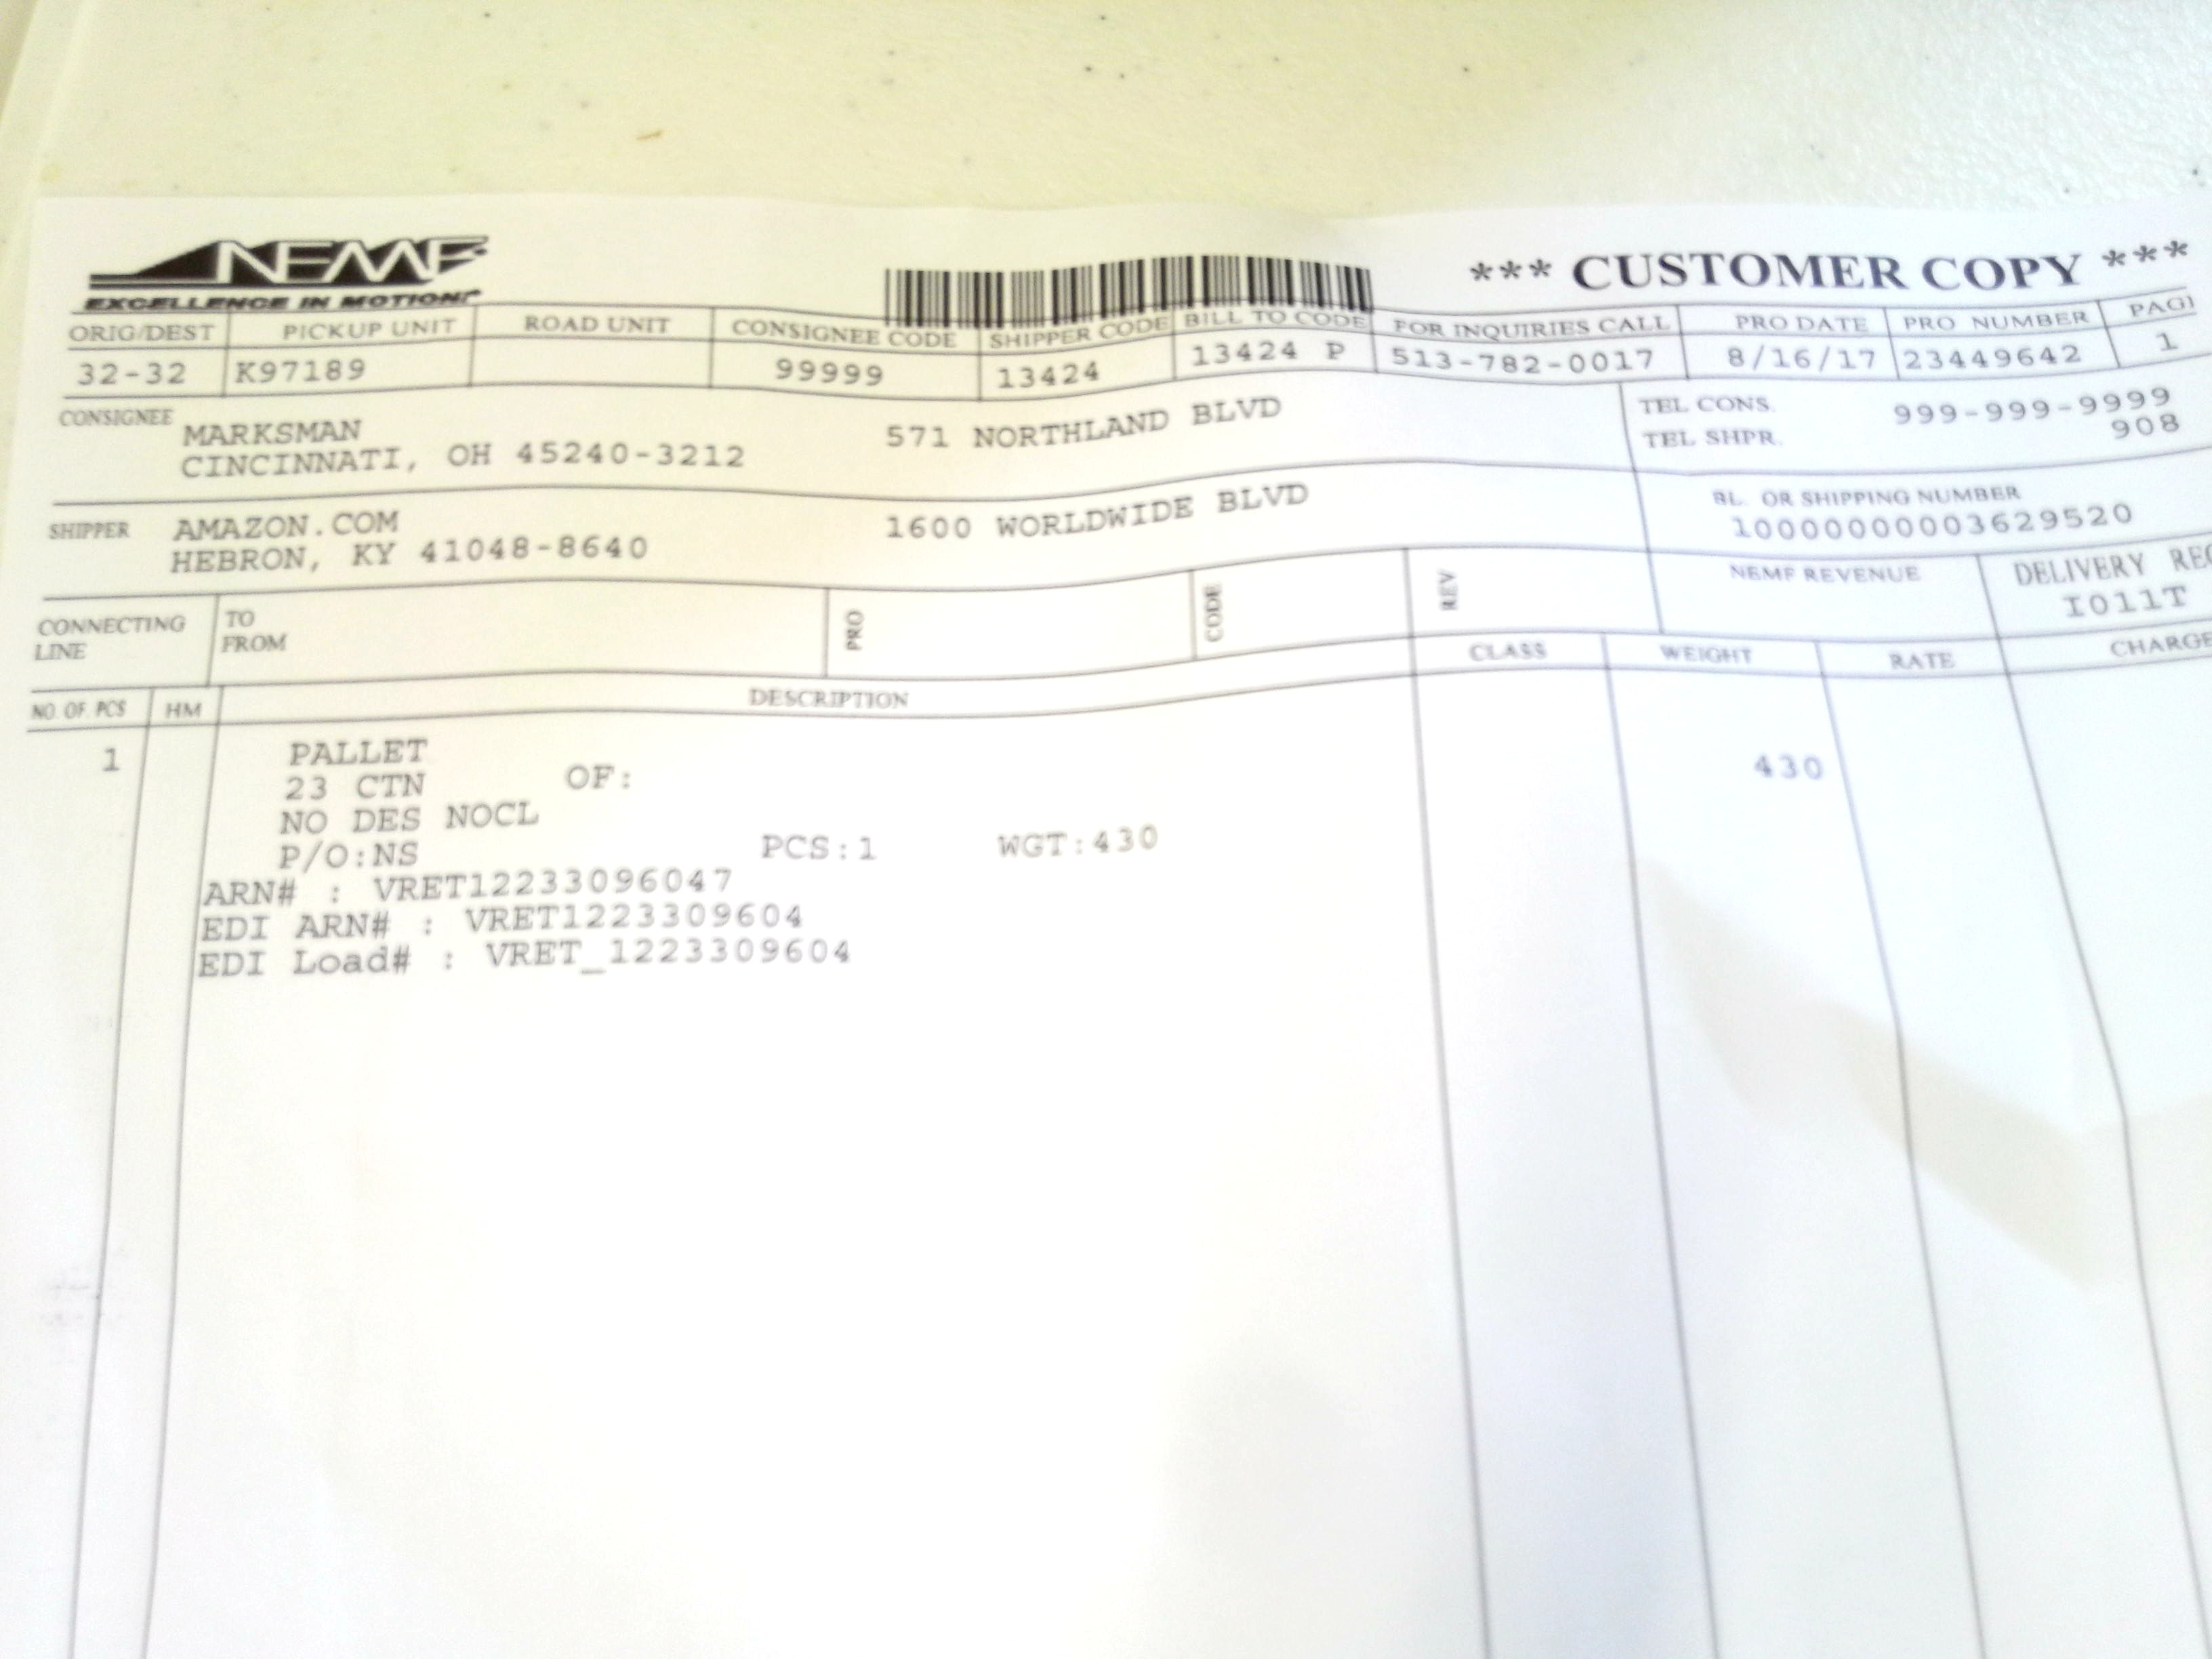 NEMF
EXCELLENCE IN MOTION
*** CUSTOMER COPY ***
ORIG/DEST PICKUP UNIT ROAD UNIT CONSIGNEE CODE SHIPPER CODE BILL TO CODE FOR INQUIRIES CALL PRO DATE PRO NUMBER PAG
32-32 K97189 99999 13424 13424 P 513-782-0017 8/16/17 23449642 1
CONSIGNEE MARKSMAN 571 NORTHLAND BLVD
CINCINNATI, OH 45240-3212
TEL CONS. 999-999-9999
TEL SHPR. 908
SHIPPER AMAZON.COM 1600 WORLDWIDE BLVD
HEBRON, KY 41048-8640
BL. OR SHIPPING NUMBER
10000000003629520
CONNECTING LINE TO FROM PRO CODE REV NEMF REVENUE DELIVERY REC
I011T
NO. OF. PCS HM DESCRIPTION CLASS WEIGHT RATE CHARGE
1 PALLET 430
23 CTN OF:
NO DES NOCL
P/O:NS PCS:1 WGT:430
ARN# : VRET12233096047
EDI ARN# : VRET1223309604
EDI Load# : VRET_1223309604